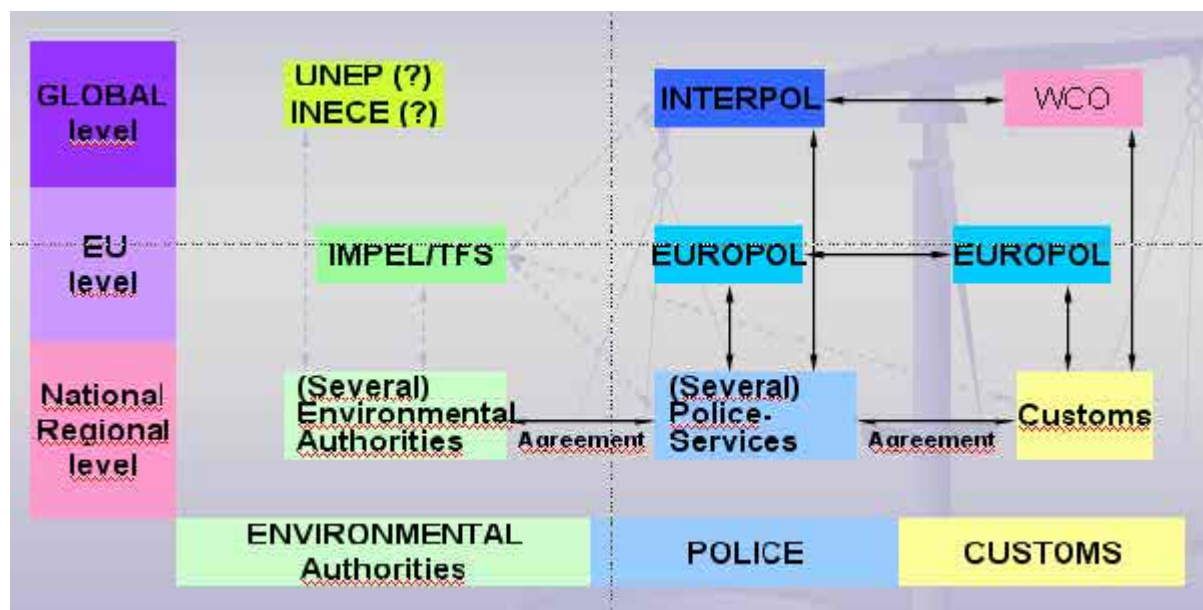 GLOBAL
level
UNEP (?)
INECE (?)
INTERPOL
WCO
EU
level
IMPEL/TFS
EUROPOL
EUROPOL
National
Regional
level
(Several)
Environmental
Authorities
Agreement
(Several)
Police-
Services
Agreement
Customs
ENVIRONMENTAL
Authorities
POLICE
CUSTOMS